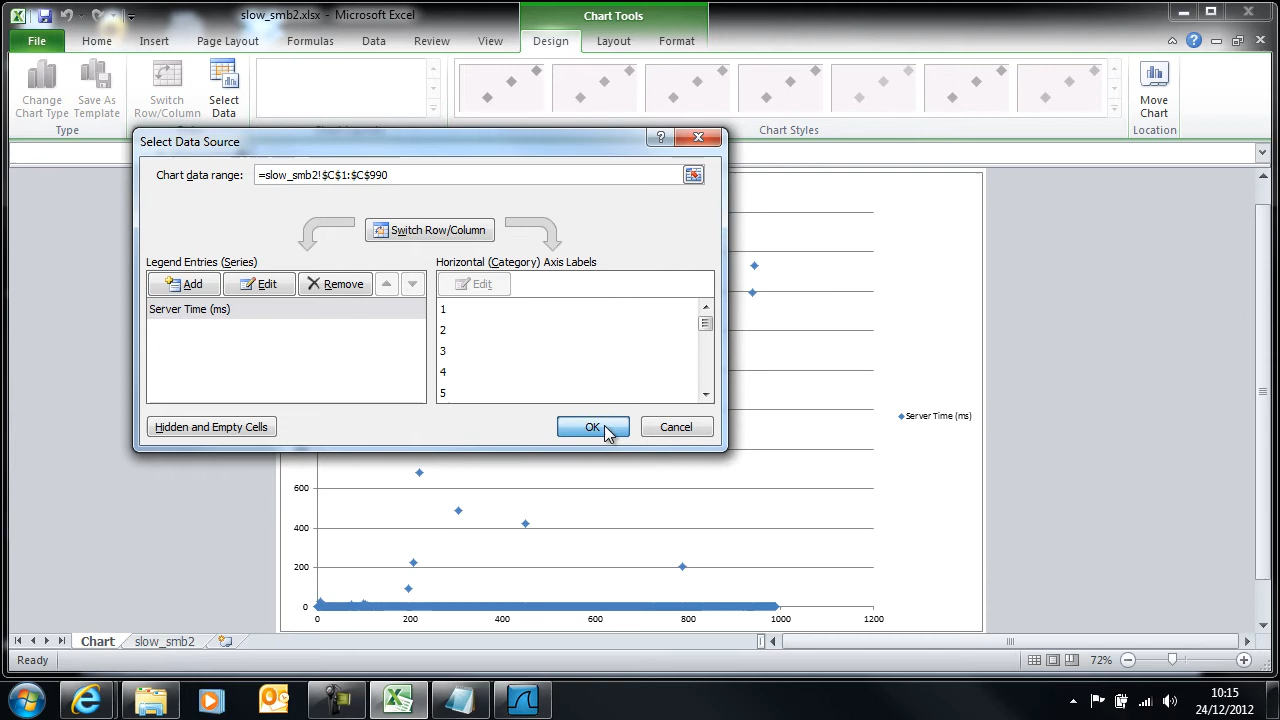 slow_smb2.xlsx - Microsoft Excel
Chart Tools
File Home Insert Page Layout Formulas Data Review View Design Layout Format
Change Chart Type
Save As Template
Switch Row/Column
Select Data
Move Chart
Type
Chart Styles
Location
Select Data Source
Chart data range: =slow_smb2!$C$1:$C$990
Switch Row/Column
Legend Entries (Series)
Horizontal (Category) Axis Labels
Add Edit Remove
Edit
Server Time (ms)
1
2
3
4
5
Hidden and Empty Cells
OK
Cancel
Server Time (ms)
600
400
200
0
0 200 400 600 800 1000 1200
Chart slow_smb2
Ready
72%
10:15
24/12/2012